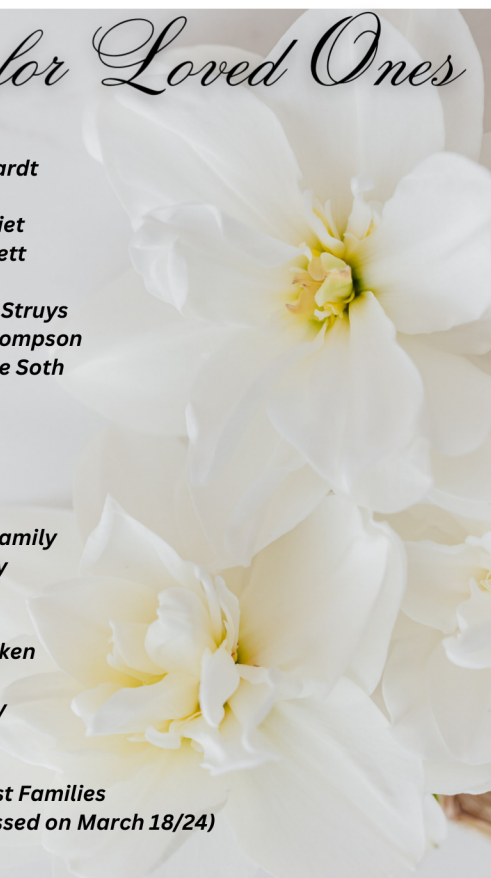 for Loved Ones
ardt
iet
ett
Struys
ompson
e Soth
amily
y
ken
y
st Families
ssed on March 18/24)